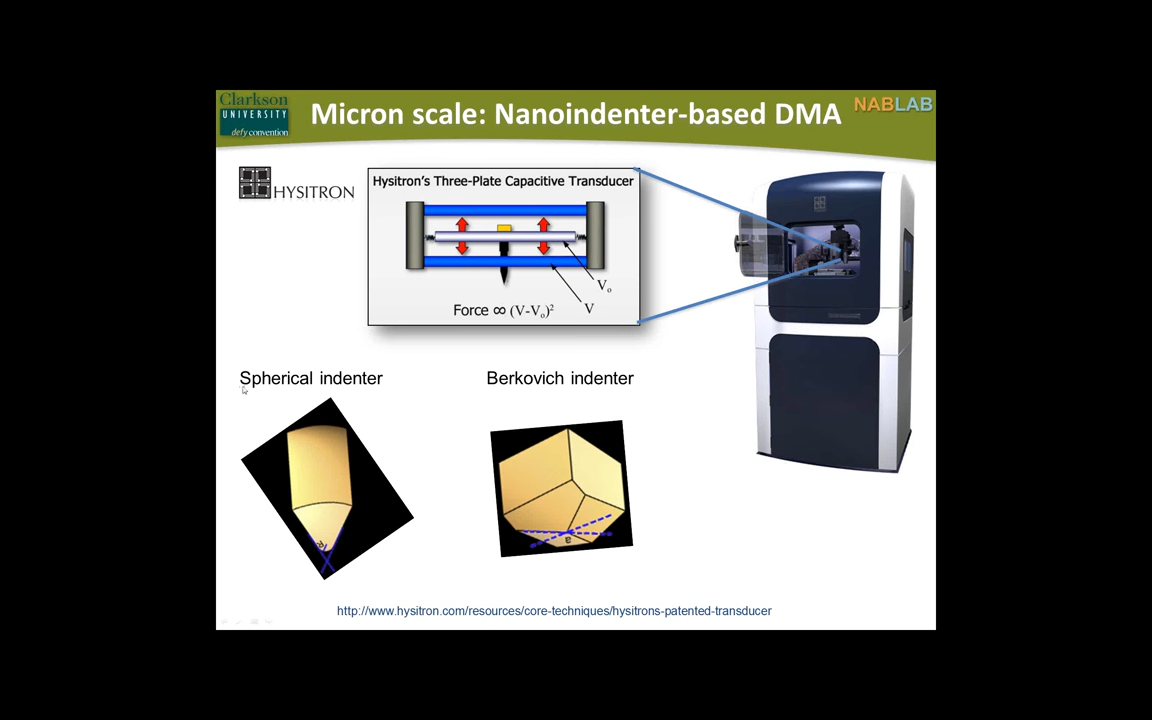 Clarkson
UNIVERSITY
defy convention
Micron scale: Nanoindenter-based DMA
NABLAB
HYSITRON
Hysitron's Three-Plate Capacitive Transducer
V₀
V
Force ∞ (V-V₀)²
Spherical indenter
Berkovich indenter
R
a
http://www.hysitron.com/resources/core-techniques/hysitrons-patented-transducer